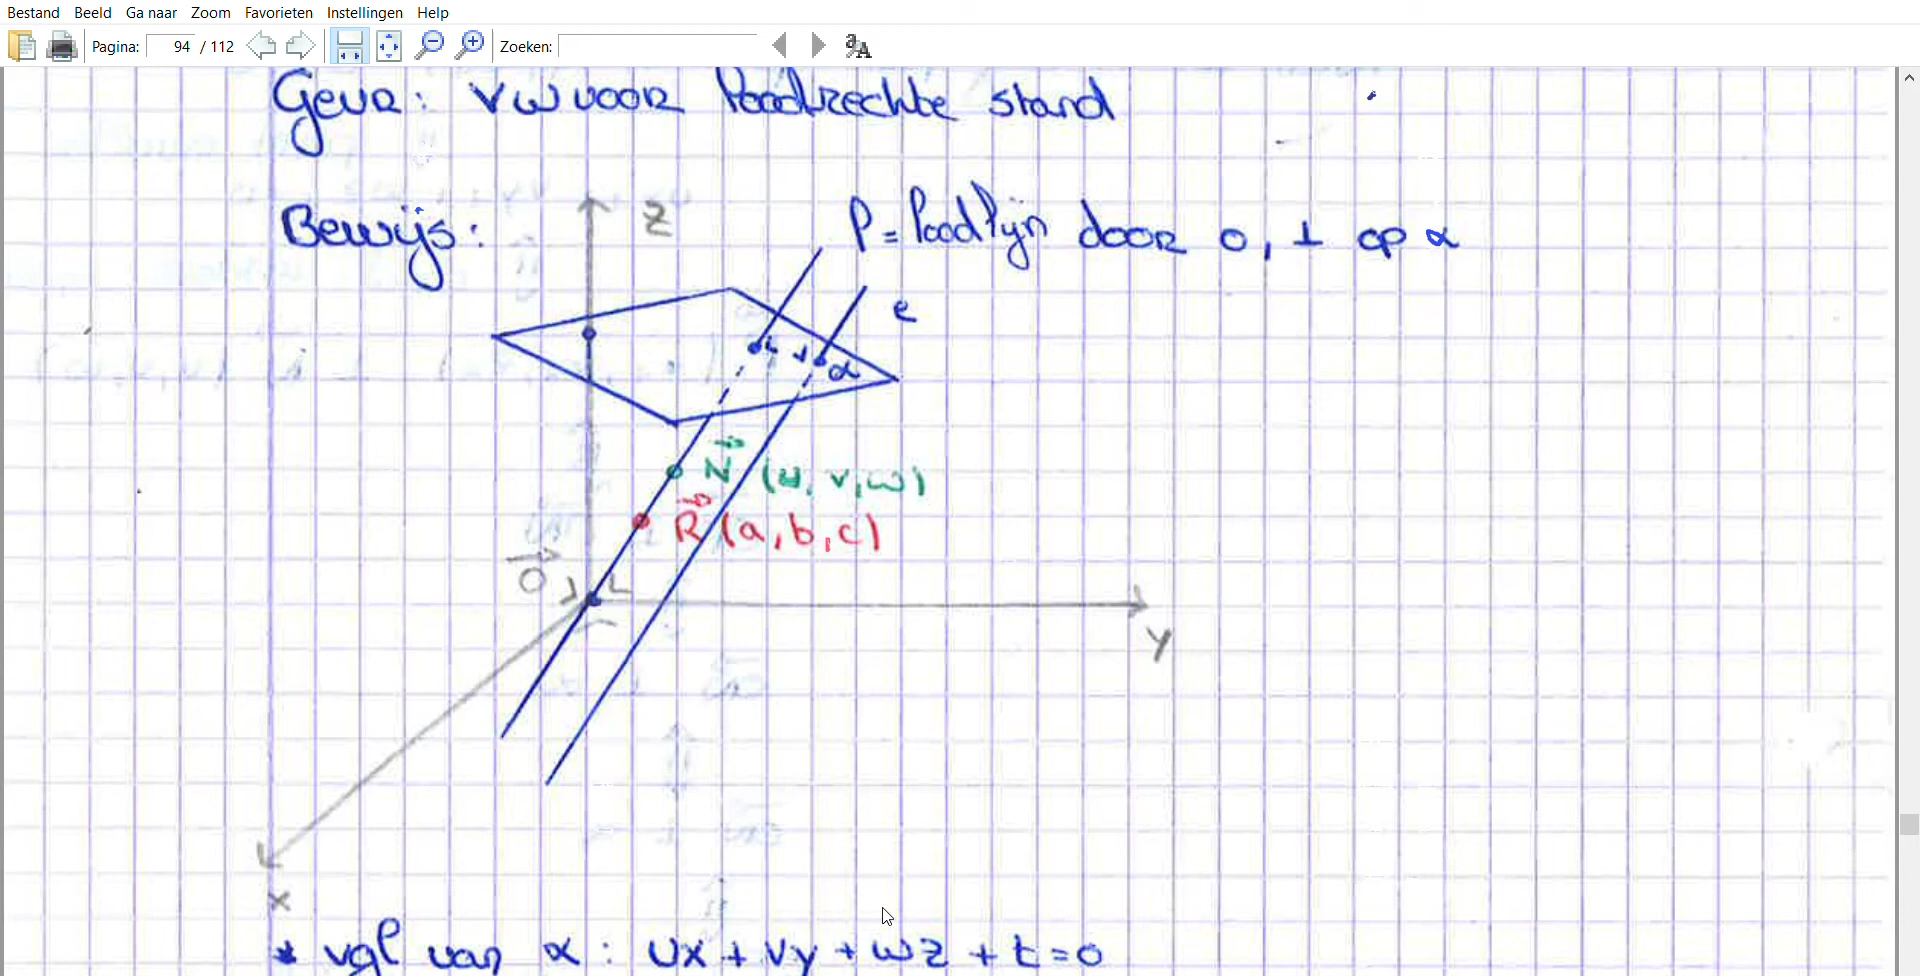 Bestand Beeld Ga naar Zoom Favorieten Instellingen Help
Pagina: 94 / 112 Zoeken:
Gevr: VW voor loodrechte stand
Bewijs:
Z
P = loodlijn door O, ⊥ op α
e
α
N⃗ (u, v, w)
R⃗ (a, b, c)
O⃗
y
x
* vgl van α : ux + vy + wz + t = 0